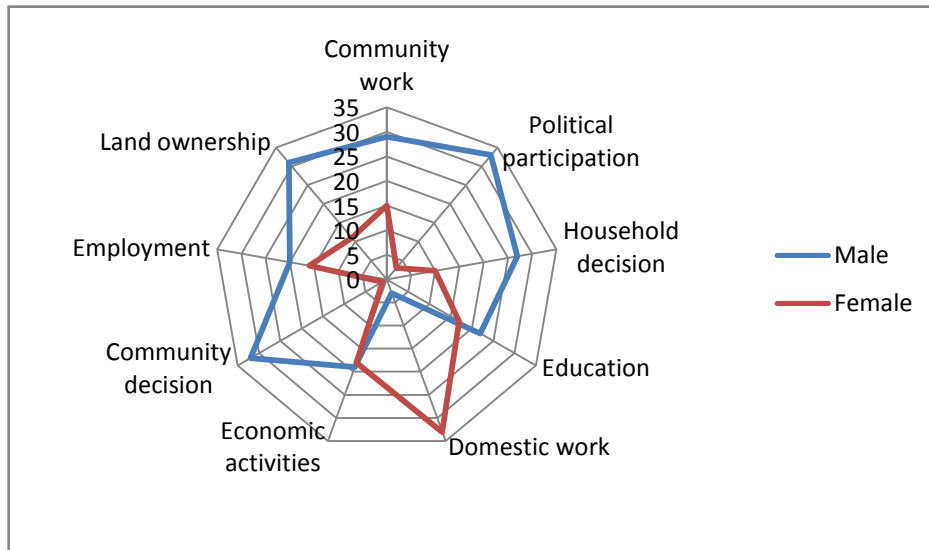 Community
work
Political
participation
Household
decision
Education
Domestic work
Economic
activities
Community
decision
Employment
Land ownership
35
30
25
20
15
10
5
0
Male
Female